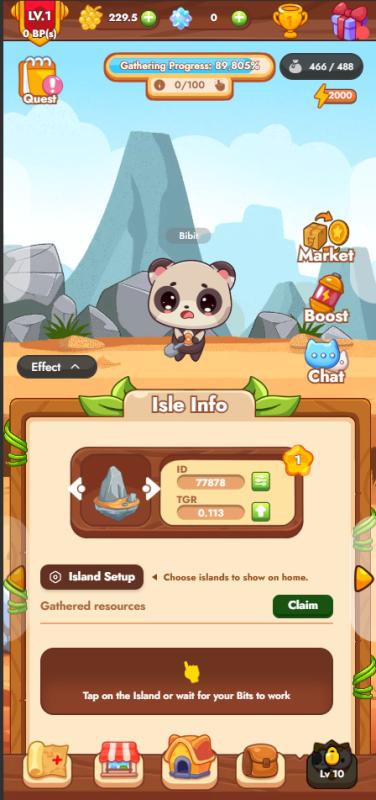 LV.1
229.5
0
0 BP(s)
Quest
Gathering Progress: 89.805%
466 / 488
0/100
2000
Bibit
Market
Boost
Effect
Chat
Isle Info
1
ID
77878
TGR
0.113
Island Setup
Choose islands to show on home.
Gathered resources
Claim
Tap on the Island or wait for your Bits to work
Lv 10